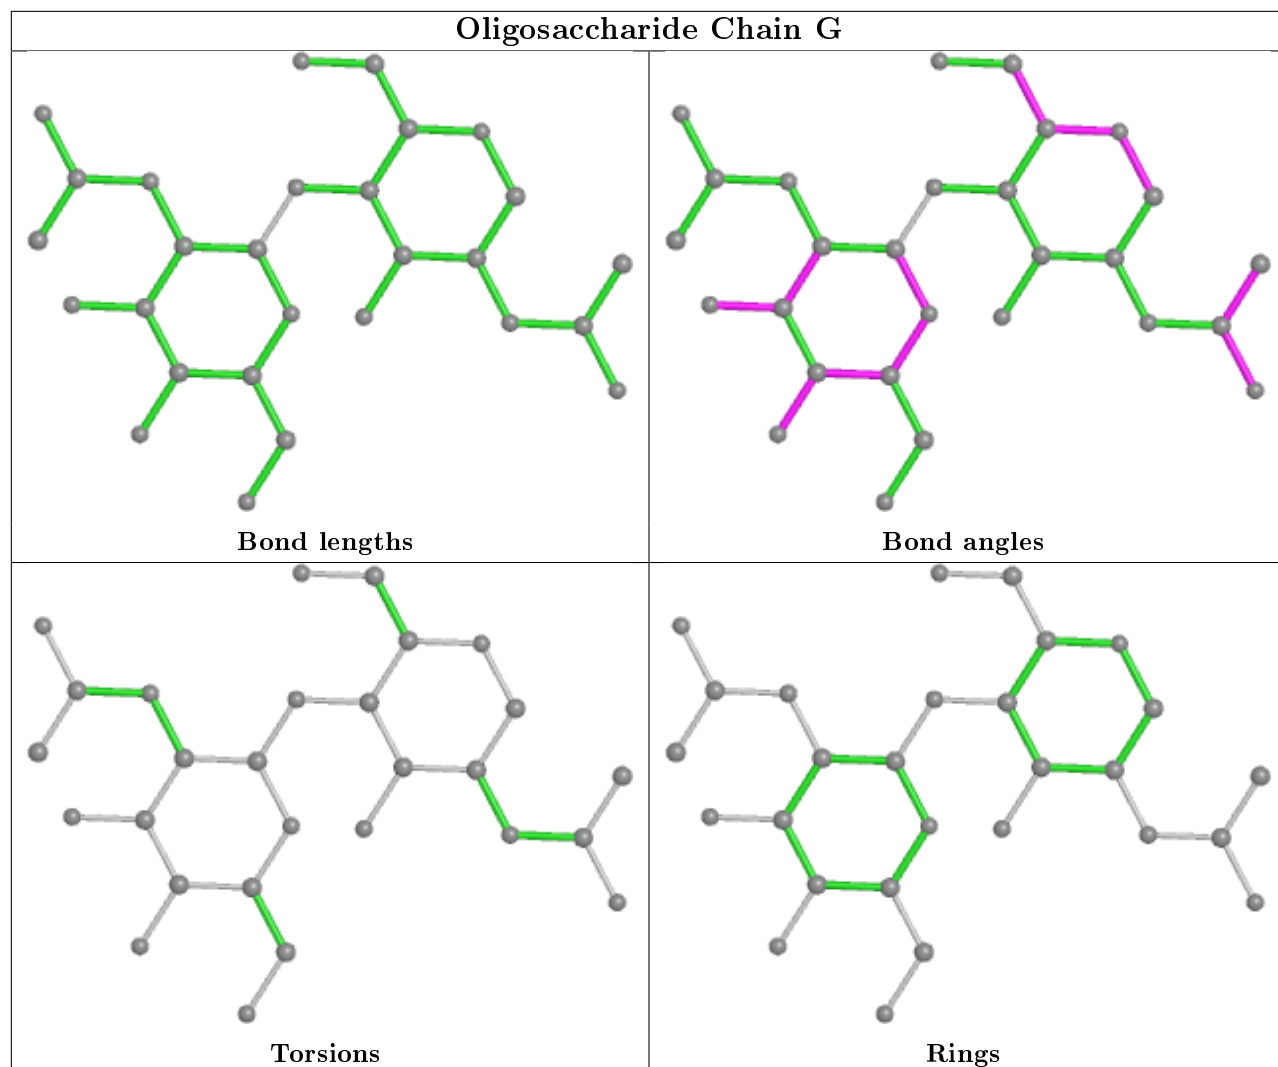 Oligosaccharide Chain G
Bond lengths
Bond angles
Torsions
Rings